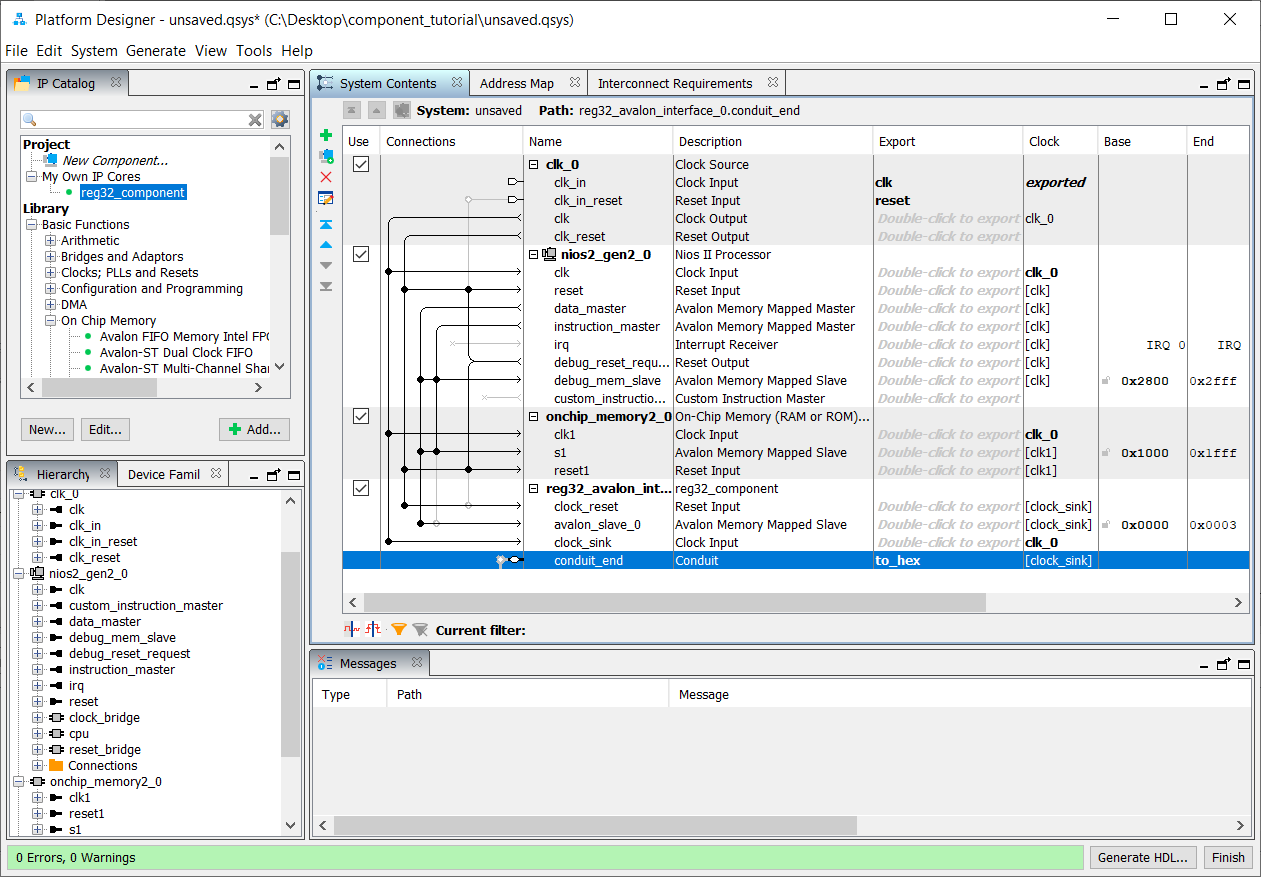 Platform Designer - unsaved.qsys* (C:\Desktop\component_tutorial\unsaved.qsys)
File Edit System Generate View Tools Help
IP Catalog
Project
New Component...
My Own IP Cores
reg32_component
Library
Basic Functions
Arithmetic
Bridges and Adaptors
Clocks; PLLs and Resets
Configuration and Programming
DMA
On Chip Memory
Avalon FIFO Memory Intel FPG
Avalon-ST Dual Clock FIFO
Avalon-ST Multi-Channel Shar
New... Edit... Add...
Hierarchy Device Famil
clk_0
clk
clk_in
clk_in_reset
clk_reset
nios2_gen2_0
clk
custom_instruction_master
data_master
debug_mem_slave
debug_reset_request
instruction_master
irq
reset
clock_bridge
cpu
reset_bridge
Connections
onchip_memory2_0
clk1
reset1
s1
System Contents Address Map Interconnect Requirements
System: unsaved Path: reg32_avalon_interface_0.conduit_end
Use Connections Name Description Export Clock Base End
clk_0 Clock Source
clk_in Clock Input clk exported
clk_in_reset Reset Input reset
clk Clock Output Double-click to export clk_0
clk_reset Reset Output Double-click to export
nios2_gen2_0 Nios II Processor
clk Clock Input Double-click to export clk_0
reset Reset Input Double-click to export [clk]
data_master Avalon Memory Mapped Master Double-click to export [clk]
instruction_master Avalon Memory Mapped Master Double-click to export [clk]
irq Interrupt Receiver Double-click to export [clk] IRQ 0 IRQ
debug_reset_requ... Reset Output Double-click to export [clk]
debug_mem_slave Avalon Memory Mapped Slave Double-click to export [clk] 0x2800 0x2fff
custom_instructio... Custom Instruction Master Double-click to export
onchip_memory2_0 On-Chip Memory (RAM or ROM)...
clk1 Clock Input Double-click to export clk_0
s1 Avalon Memory Mapped Slave Double-click to export [clk1] 0x1000 0x1fff
reset1 Reset Input Double-click to export [clk1]
reg32_avalon_int... reg32_component
clock_reset Reset Input Double-click to export [clock_sink]
avalon_slave_0 Avalon Memory Mapped Slave Double-click to export [clock_sink] 0x0000 0x0003
clock_sink Clock Input Double-click to export clk_0
conduit_end Conduit to_hex [clock_sink]
Current filter:
Messages
Type Path Message
0 Errors, 0 Warnings
Generate HDL... Finish